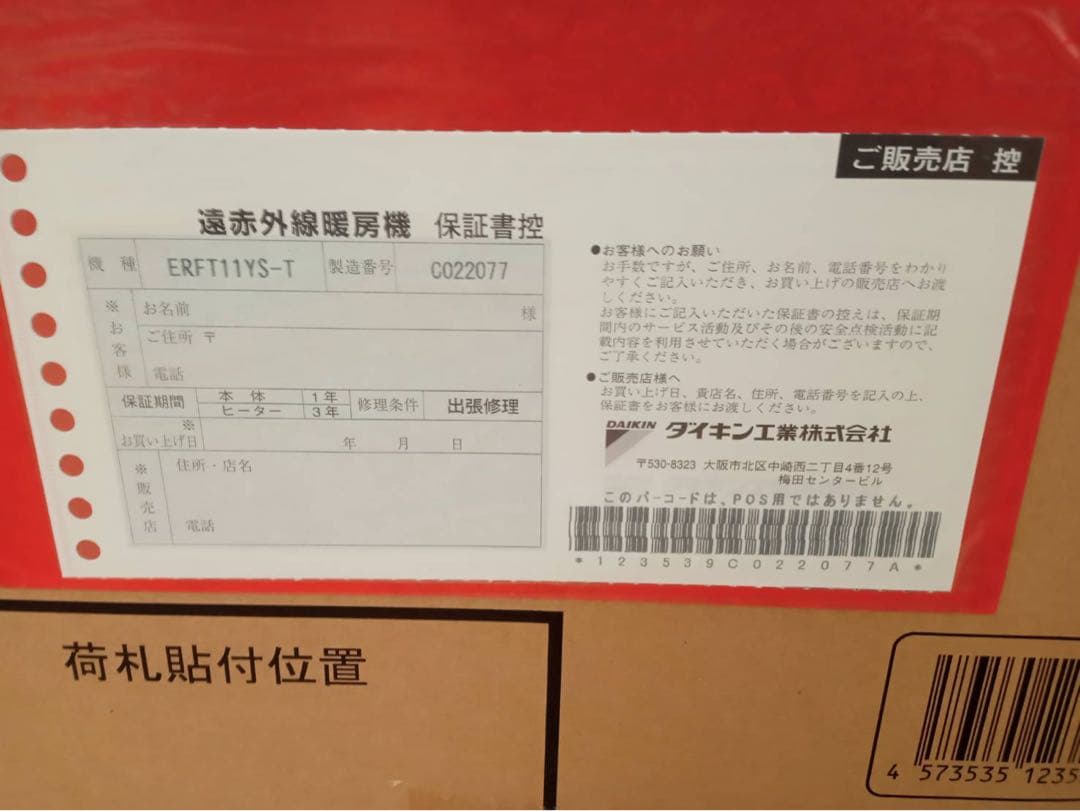 ご販売店 控
遠赤外線暖房機 保証書控
機種 ERFT11YS-T 製造番号 C022077
※お客様
お名前 様
ご住所 〒
電話
保証期間 本体 1年
ヒーター 3年
修理条件 出張修理
※お買い上げ日 年 月 日
※販売店
住所・店名
電話
●お客様へのお願い
お手数ですが、ご住所、お名前、電話番号をわかり
やすくご記入いただき、お買い上げの販売店へお渡
しください。
お客様にご記入いただいた保証書の控えは、保証期
間内のサービス活動及びその後の安全点検活動に記
載内容を利用させていただく場合がございますので、
ご了承ください。
●ご販売店様へ
お買い上げ日、貴店名、住所、電話番号を記入の上、
保証書をお客様にお渡しください。
DAIKIN ダイキン工業株式会社
〒530-8323 大阪市北区中崎西二丁目4番12号
梅田センタービル
このバーコードは、POS用ではありません。
*123539C022077A*
荷札貼付位置
4 573535 1235